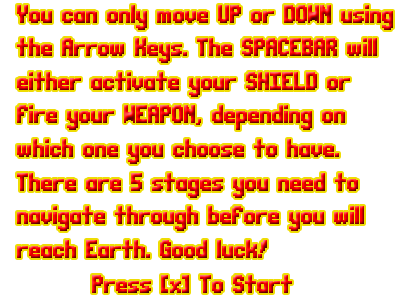 You can only move UP or DOWN using
the Arrow Keys. The SPACEBAR will
either activate your SHIELD or
fire your WEAPON, depending on
which one you choose to have.
There are 5 stages you need to
navigate through before you will
reach Earth. Good luck!
Press [x] To Start